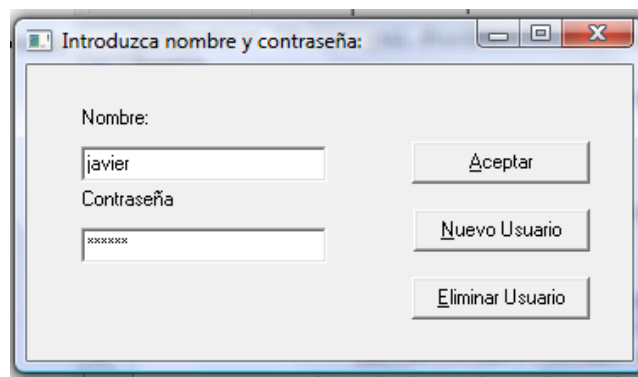 Introduzca nombre y contraseña:
Nombre:
javier
Aceptar
Contraseña
Nuevo Usuario
******
Eliminar Usuario